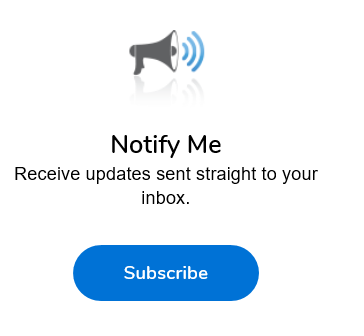 Notify Me
Receive updates sent straight to your
inbox.
Subscribe